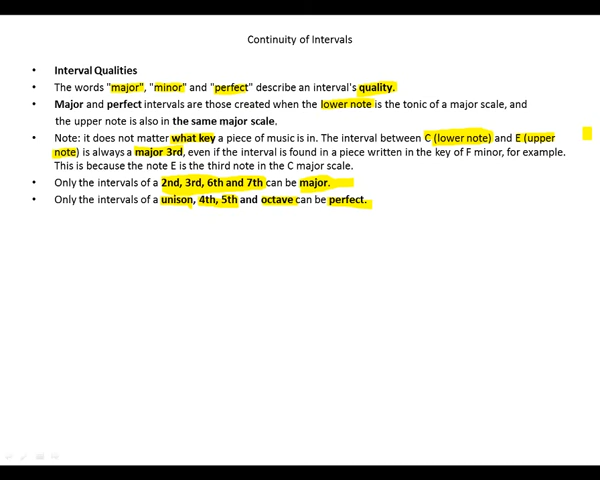 Continuity of Intervals
• Interval Qualities
• The words "major", "minor" and "perfect" describe an interval's quality.
• Major and perfect intervals are those created when the lower note is the tonic of a major scale, and
the upper note is also in the same major scale.
• Note: it does not matter what key a piece of music is in. The interval between C (lower note) and E (upper
note) is always a major 3rd, even if the interval is found in a piece written in the key of F minor, for example.
This is because the note E is the third note in the C major scale.
• Only the intervals of a 2nd, 3rd, 6th and 7th can be major.
• Only the intervals of a unison, 4th, 5th and octave can be perfect.